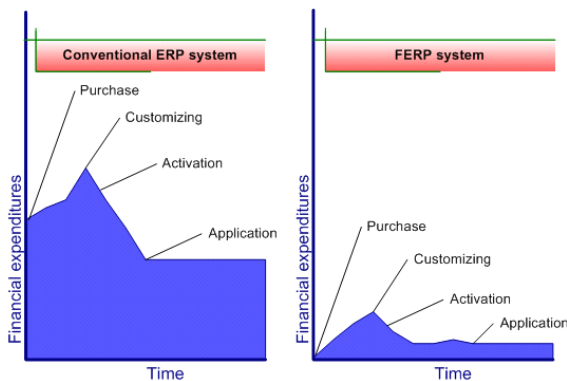 Conventional ERP system
Purchase
Customizing
Activation
Application
Financial expenditures
Time
FERP system
Purchase
Customizing
Activation
Application
Financial expenditures
Time